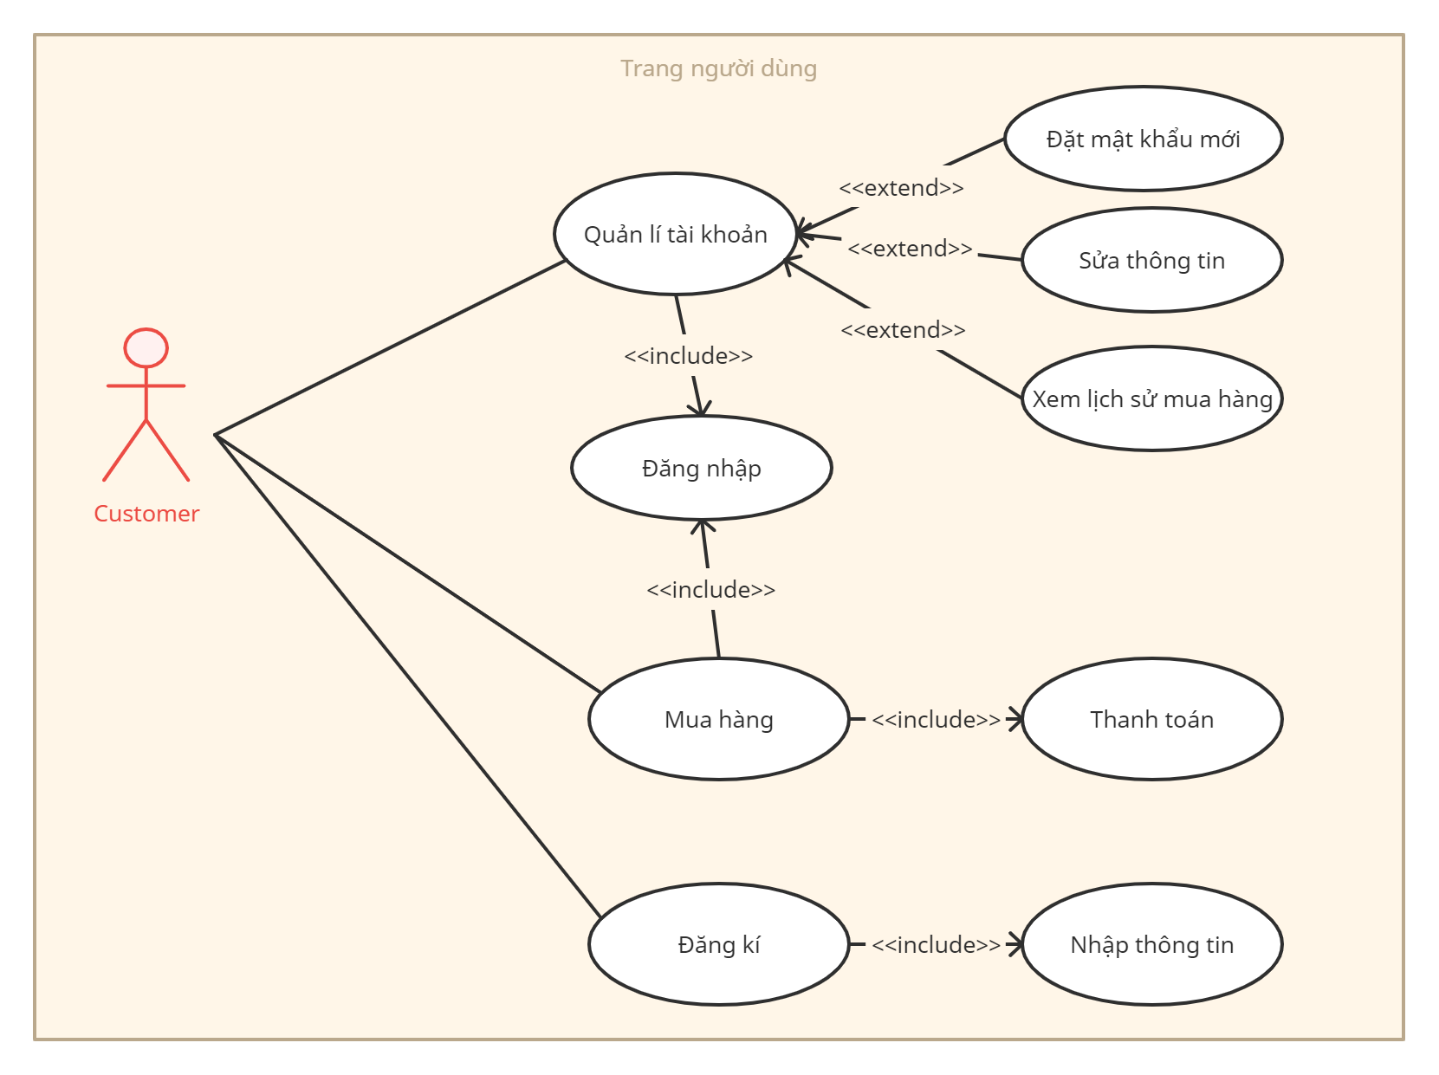 Trang người dùng
Đặt mật khẩu mới
<<extend>>
Quản lí tài khoản
<<extend>>
Sửa thông tin
<<extend>>
<<include>>
Xem lịch sử mua hàng
Đăng nhập
Customer
<<include>>
Mua hàng
<<include>>
Thanh toán
Đăng kí
<<include>>
Nhập thông tin